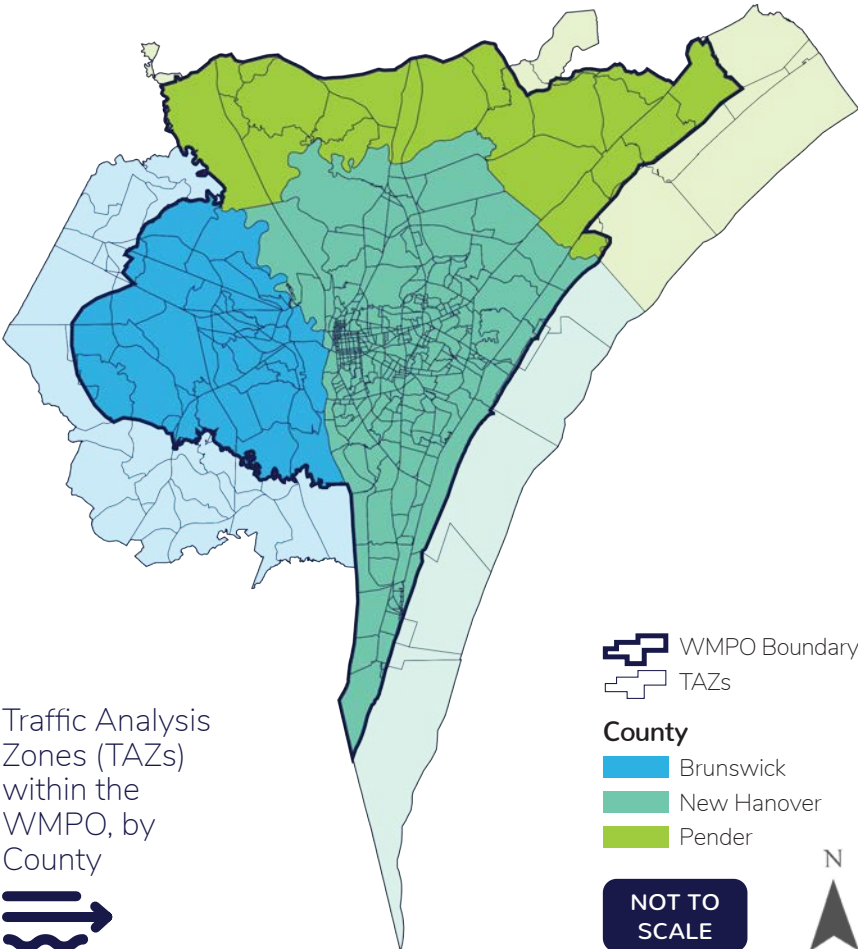 WMPO Boundary
TAZs
County
Brunswick
New Hanover
Pender
Traffic Analysis
Zones (TAZs)
within the
WMPO, by
County
NOT TO
SCALE
N